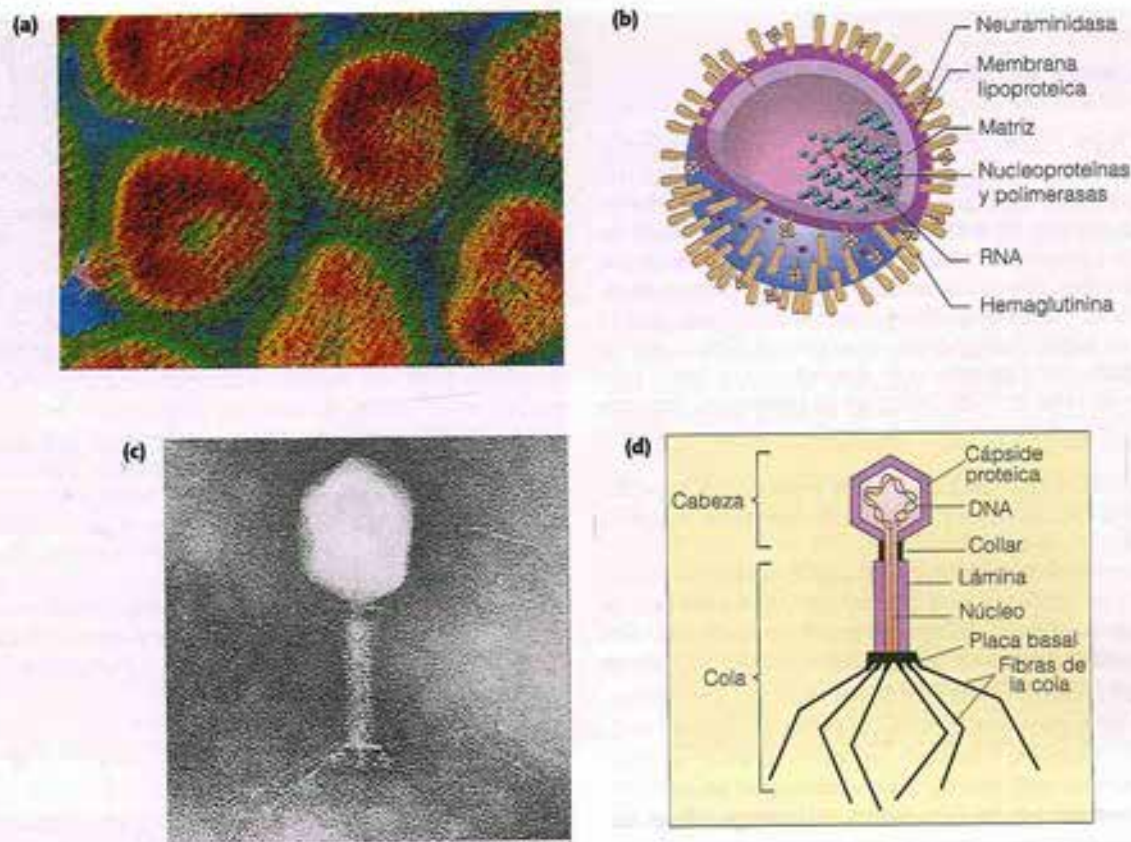 (a)
(b)
Neuraminidasa
Membrana
lipoproteica
Matriz
Nucleoproteínas
y polimerasas
RNA
Hemaglutinina
(c)
(d)
Cabeza
Cápside
proteica
DNA
Collar
Lámina
Núcleo
Placa basal
Fibras de
la cola
Cola